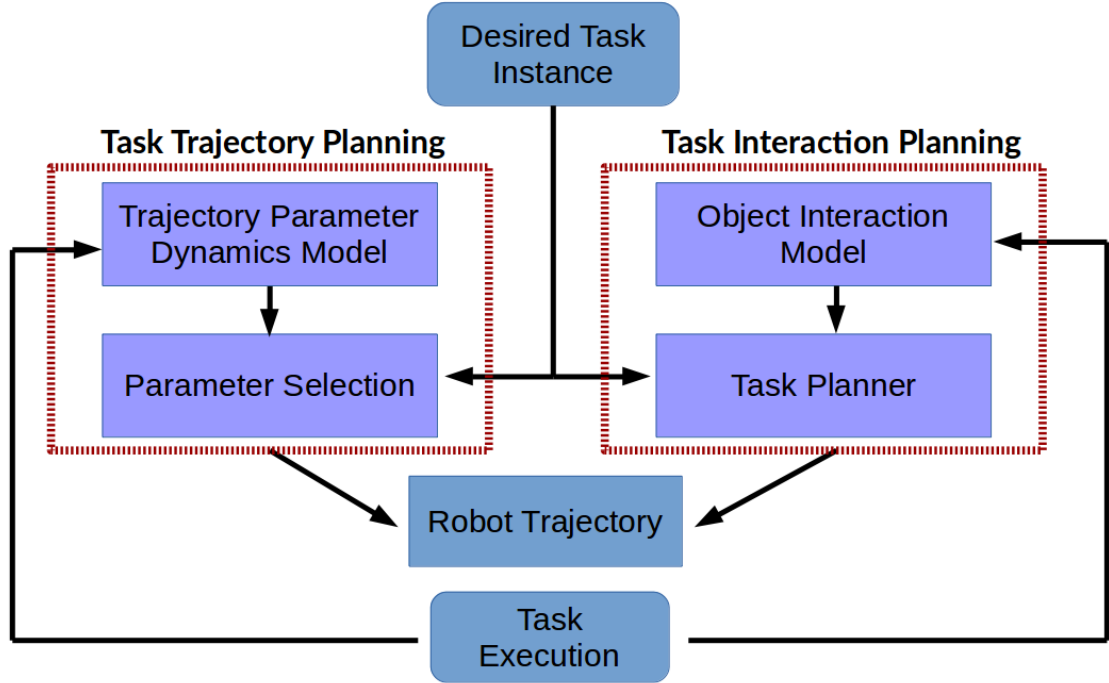 Desired Task
Instance
Task Trajectory Planning
Task Interaction Planning
Trajectory Parameter
Dynamics Model
Object Interaction
Model
Parameter Selection
Task Planner
Robot Trajectory
Task
Execution